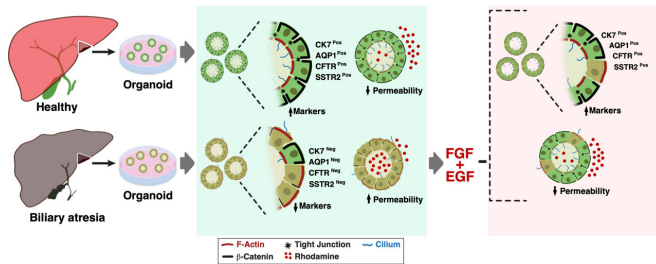 Healthy
Organoid
CK7 Pos
AQP1 Pos
CFTR Pos
SSTR2 Pos
Markers
Permeability
Biliary atresia
Organoid
CK7 Neg
AQP1 Neg
CFTR Neg
SSTR2 Neg
Markers
Permeability
FGF
+
EGF
CK7 Pos
AQP1 Pos
CFTR Pos
SSTR2 Pos
Markers
Permeability
F-Actin
Tight Junction
Cilium
β-Catenin
Rhodamine